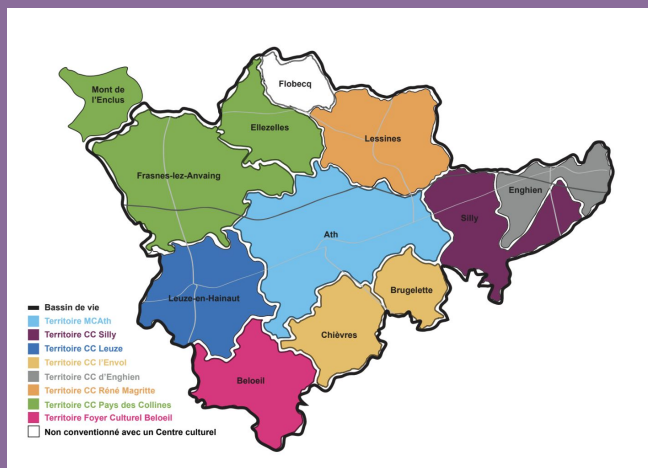 Flobecq
Mont de
l'Enclus
Ellezelles
Lessines
Frasnes-lez-Anvaing
Enghien
Silly
Ath
Brugelette
Leuze-en-Hainaut
Chièvres
Beloeil
Bassin de vie
Territoire MCAth
Territoire CC Silly
Territoire CC Leuze
Territoire CC l'Envol
Territoire CC d'Enghien
Territoire CC Réné Magritte
Territoire CC Pays des Collines
Territoire Foyer Culturel Beloeil
Non conventionné avec un Centre culturel